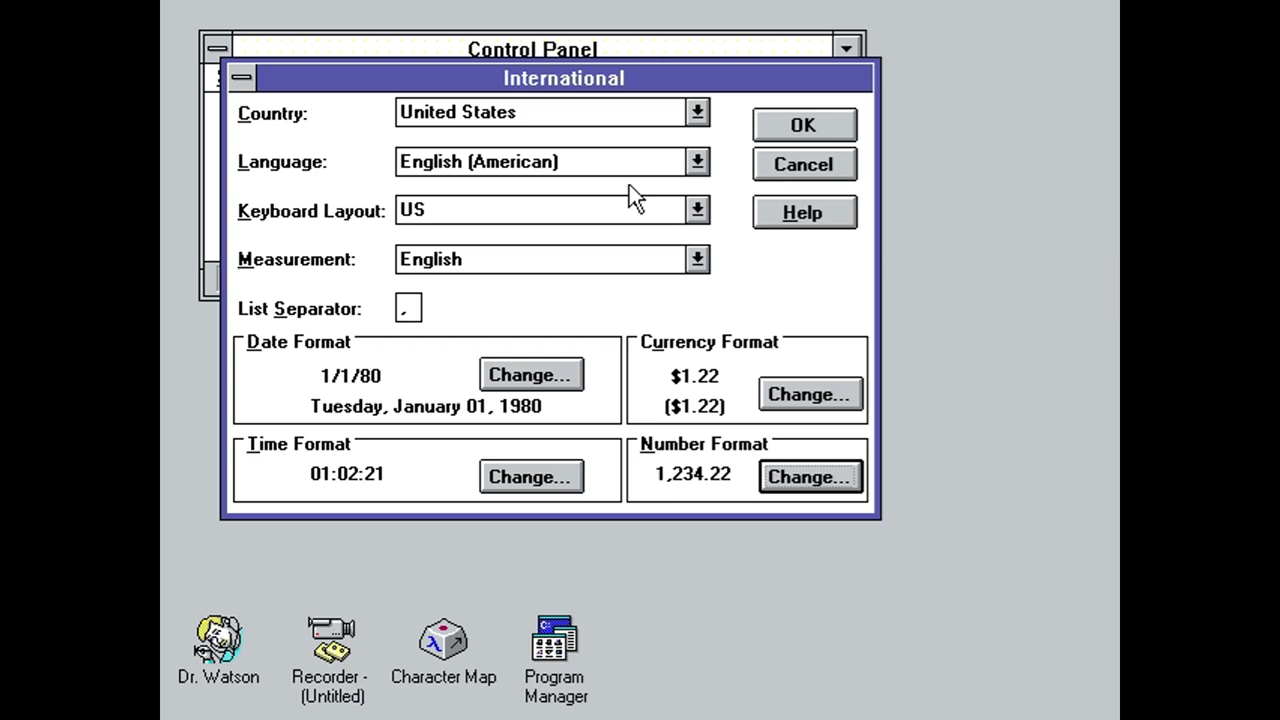 Control Panel
International
Country:
United States
OK
Language:
English (American)
Cancel
Keyboard Layout:
US
Help
Measurement:
English
List Separator:
,
Date Format
1/1/80
Change...
Tuesday, January 01, 1980
Currency Format
$1.22
($1.22)
Change...
Time Format
01:02:21
Change...
Number Format
1,234.22
Change...
Dr. Watson
Recorder -
(Untitled)
Character Map
Program
Manager